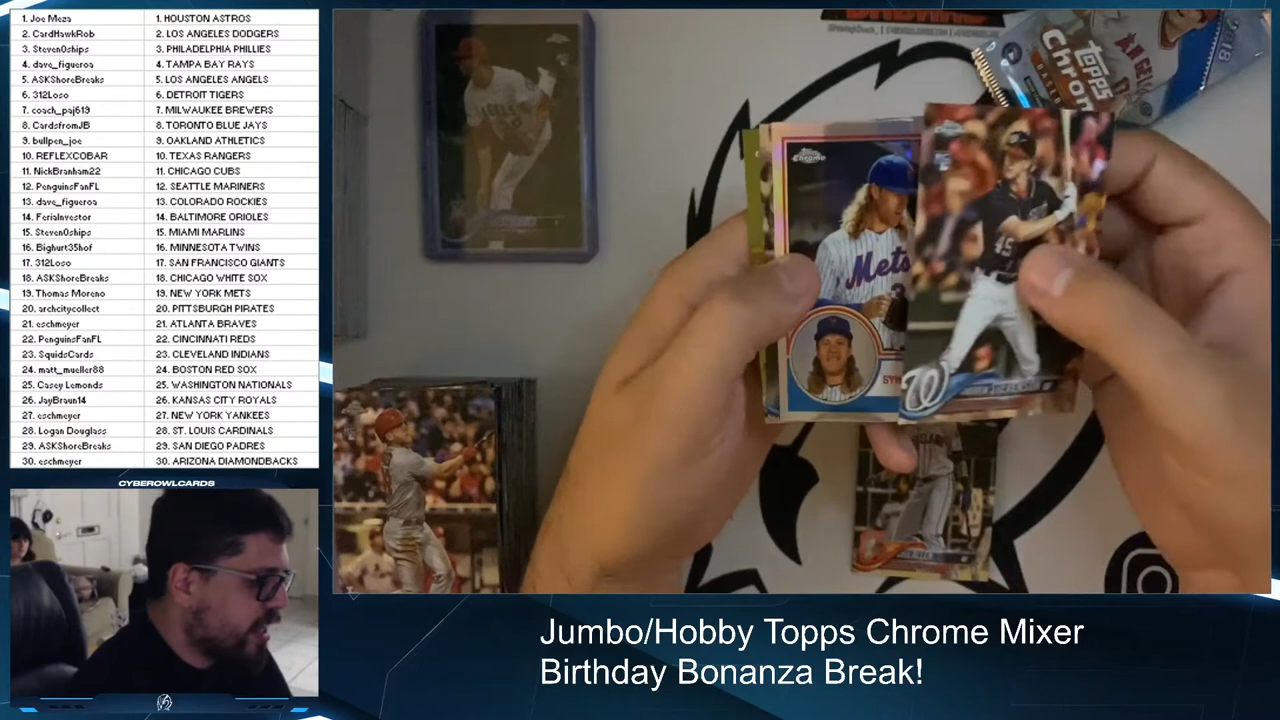 1. Joe Meza 1. HOUSTON ASTROS
2. CardHawkRob 2. LOS ANGELES DODGERS
3. Steven0ships 3. PHILADELPHIA PHILLIES
4. dave_figueroa 4. TAMPA BAY RAYS
5. ASKShoreBreaks 5. LOS ANGELES ANGELS
6. 312Loso 6. DETROIT TIGERS
7. coach_paj619 7. MILWAUKEE BREWERS
8. CardsfromJB 8. TORONTO BLUE JAYS
9. bullpen_joe 9. OAKLAND ATHLETICS
10. REFLEXCOBAR 10. TEXAS RANGERS
11. NickBranham22 11. CHICAGO CUBS
12. PenguinsFanFL 12. SEATTLE MARINERS
13. dave_figueroa 13. COLORADO ROCKIES
14. FeriaInvestor 14. BALTIMORE ORIOLES
15. Steven0ships 15. MIAMI MARLINS
16. Bighurt35hof 16. MINNESOTA TWINS
17. 312Loso 17. SAN FRANCISCO GIANTS
18. ASKShoreBreaks 18. CHICAGO WHITE SOX
19. Thomas Moreno 19. NEW YORK METS
20. archcitycollect 20. PITTSBURGH PIRATES
21. eschmeyer 21. ATLANTA BRAVES
22. PenguinsFanFL 22. CINCINNATI REDS
23. SquidsCards 23. CLEVELAND INDIANS
24. matt_mueller88 24. BOSTON RED SOX
25. Casey Lemonds 25. WASHINGTON NATIONALS
26. JayBraun14 26. KANSAS CITY ROYALS
27. eschmeyer 27. NEW YORK YANKEES
28. Logan Douglass 28. ST. LOUIS CARDINALS
29. ASKShoreBreaks 29. SAN DIEGO PADRES
30. eschmeyer 30. ARIZONA DIAMONDBACKS
CYBEROWLCARDS
Topps
Chrome
2018
Topps
Chrome
Mets
45
W
Jumbo/Hobby Topps Chrome Mixer
Birthday Bonanza Break!